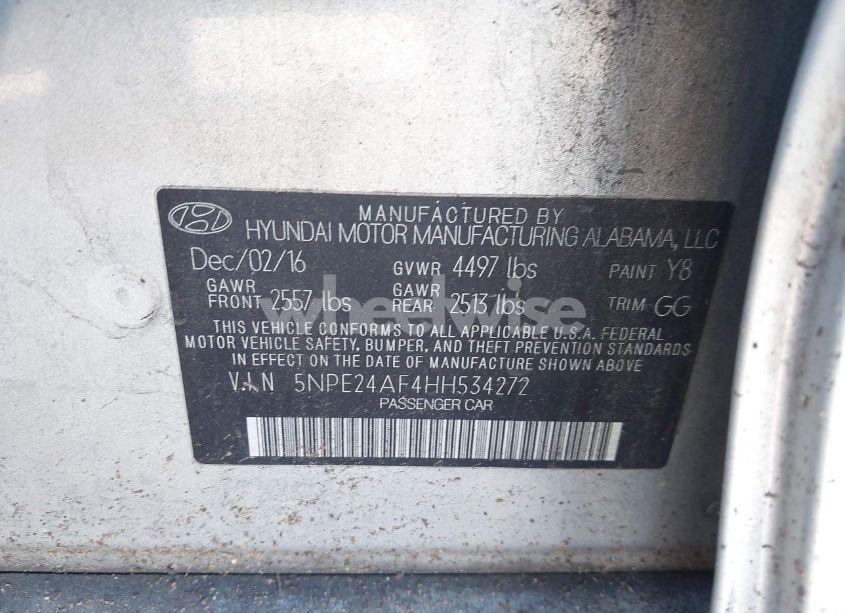 MANUFACTURED BY
HYUNDAI MOTOR MANUFACTURING ALABAMA, LLC
Dec/02/16 GVWR 4497 lbs PAINT Y8
GAWR FRONT 2557 lbs GAWR REAR 2513 lbs TRIM GG
THIS VEHICLE CONFORMS TO ALL APPLICABLE U.S.A. FEDERAL
MOTOR VEHICLE SAFETY, BUMPER, AND THEFT PREVENTION STANDARDS
IN EFFECT ON THE DATE OF MANUFACTURE SHOWN ABOVE
V.I.N 5NPE24AF4HH534272
PASSENGER CAR
wheelwise